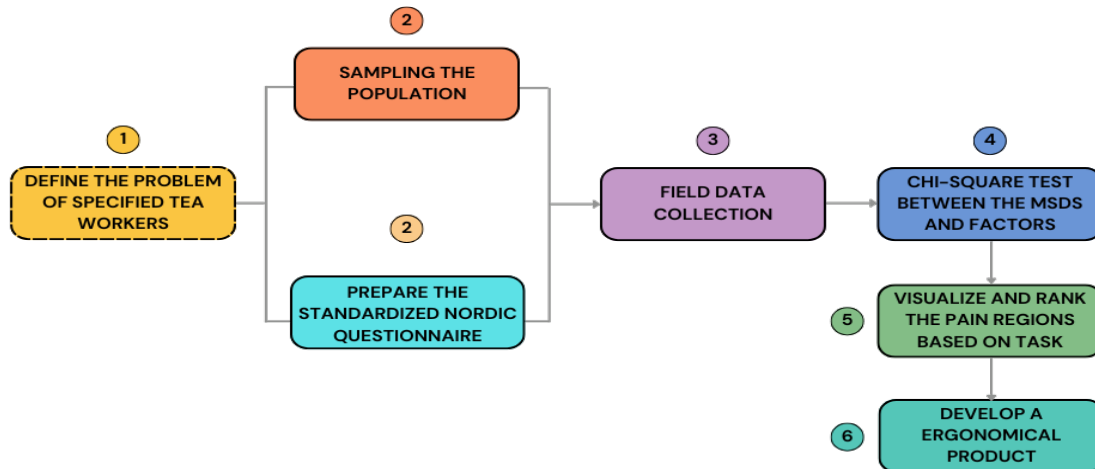 2
SAMPLING THE
POPULATION
1
DEFINE THE PROBLEM
OF SPECIFIED TEA
WORKERS
2
PREPARE THE
STANDARDIZED NORDIC
QUESTIONNAIRE
3
FIELD DATA
COLLECTION
4
CHI-SQUARE TEST
BETWEEN THE MSDS
AND FACTORS
5
VISUALIZE AND RANK
THE PAIN REGIONS
BASED ON TASK
6
DEVELOP A
ERGONOMICAL
PRODUCT